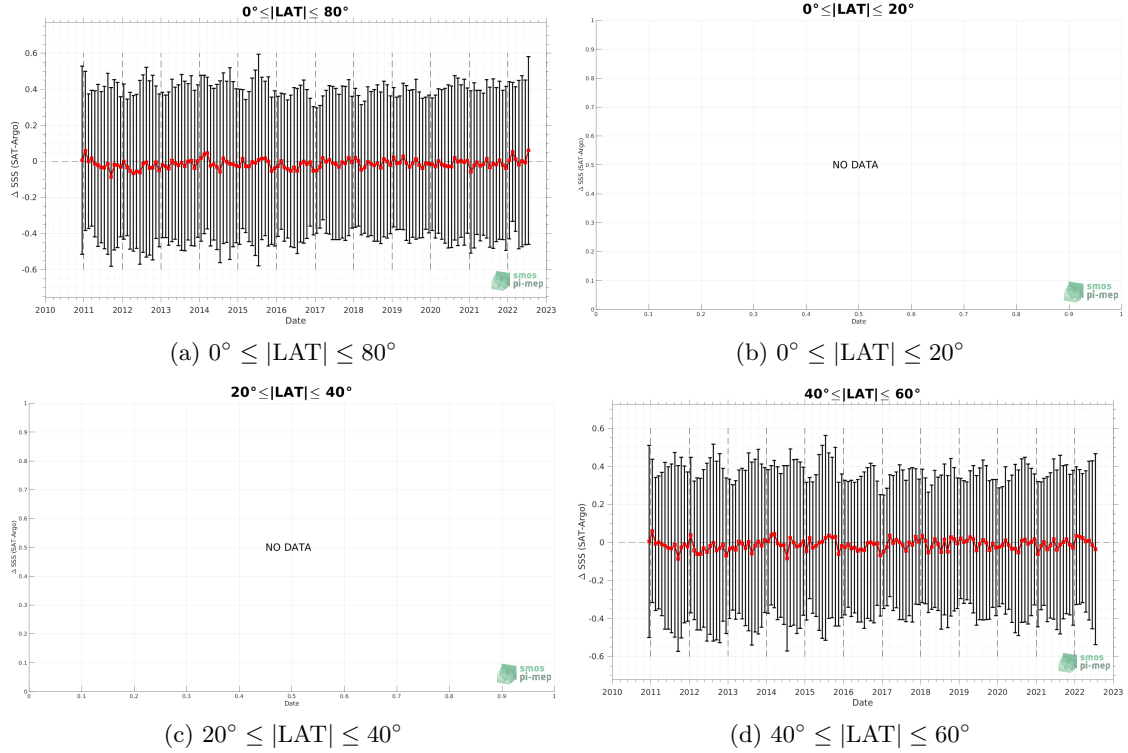 0°≤|LAT|≤ 80°
Δ SSS (SAT-Argo)
0.6
0.4
0.2
0
-0.2
-0.4
-0.6
2010 2011 2012 2013 2014 2015 2016 2017 2018 2019 2020 2021 2022 2023
Date
smos
pi-mep
(a) 0° ≤ |LAT| ≤ 80°
0°≤|LAT|≤ 20°
Δ SSS (SAT-Argo)
1
0.9
0.8
0.7
0.6
0.5
0.4
0.3
0.2
0.1
0
NO DATA
0 0.1 0.2 0.3 0.4 0.5 0.6 0.7 0.8 0.9 1
Date
smos
pi-mep
(b) 0° ≤ |LAT| ≤ 20°
20°≤|LAT|≤ 40°
Δ SSS (SAT-Argo)
1
0.9
0.8
0.7
0.6
0.5
0.4
0.3
0.2
0.1
0
NO DATA
0 0.1 0.2 0.3 0.4 0.5 0.6 0.7 0.8 0.9 1
Date
smos
pi-mep
(c) 20° ≤ |LAT| ≤ 40°
40°≤|LAT|≤ 60°
Δ SSS (SAT-Argo)
0.6
0.4
0.2
0
-0.2
-0.4
-0.6
2010 2011 2012 2013 2014 2015 2016 2017 2018 2019 2020 2021 2022 2023
Date
smos
pi-mep
(d) 40° ≤ |LAT| ≤ 60°